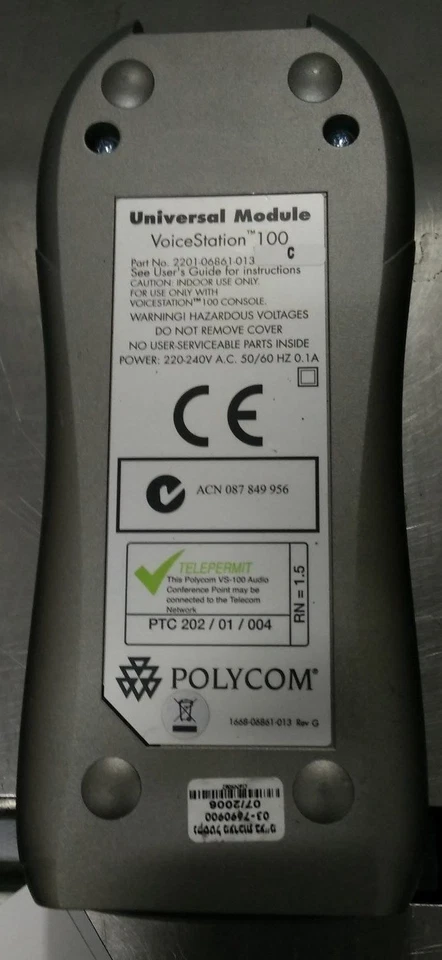 Universal Module
VoiceStation™100
C
Part No. 2201-06861-013
See User's Guide for instructions
CAUTION: INDOOR USE ONLY.
FOR USE ONLY WITH
VOICESTATION™100 CONSOLE.
WARNING! HAZARDOUS VOLTAGES
DO NOT REMOVE COVER
NO USER-SERVICEABLE PARTS INSIDE
POWER: 220-240V A.C. 50/60 HZ 0.1A
CE
ACN 087 849 956
TELEPERMIT
This Polycom VS-100 Audio
Conference Point may be
connected to the Telecom
Network
PTC 202 / 01 / 004
RN = 1.5
POLYCOM®
1668-06861-013 Rev G
בע"מ
03-7690900
07/2006